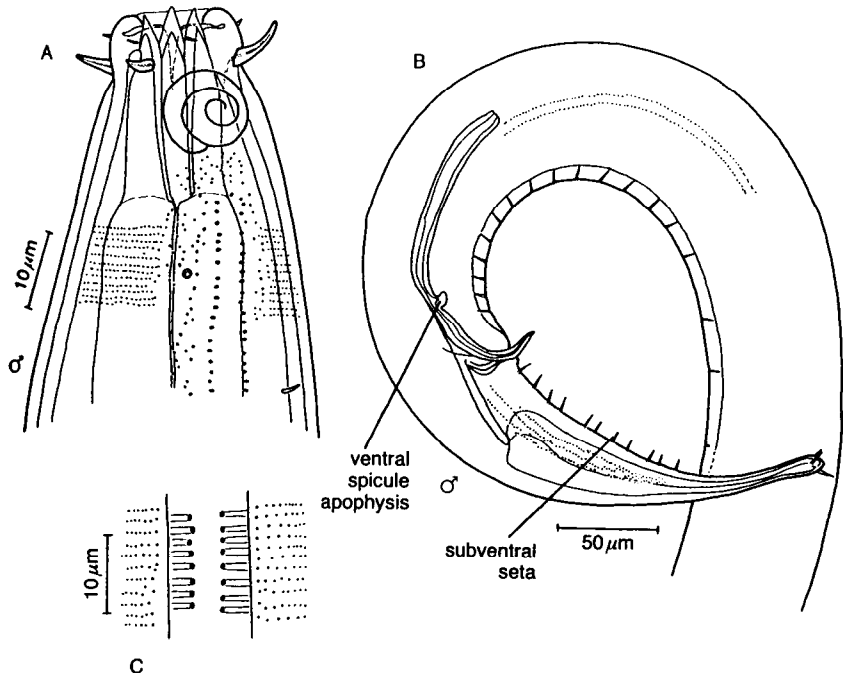 A
B
10 µm
♂
ventral
spicule
apophysis
♂
subventral
seta
50 µm
10 µm
C